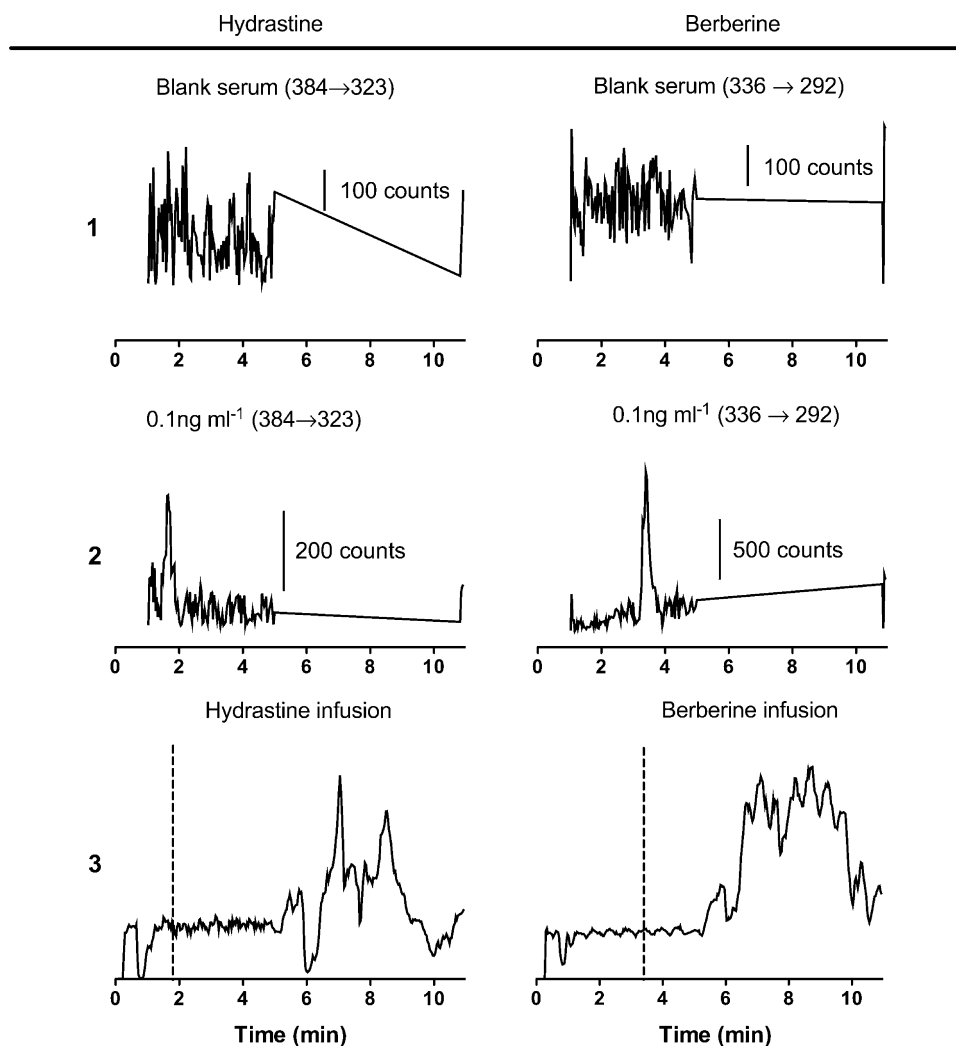 Hydrastine Berberine
Blank serum (384→323) Blank serum (336 → 292)
100 counts 100 counts
1
0 2 4 6 8 10 0 2 4 6 8 10
0.1ng ml⁻¹ (384→323) 0.1ng ml⁻¹ (336 → 292)
200 counts 500 counts
2
0 2 4 6 8 10 0 2 4 6 8 10
Hydrastine infusion Berberine infusion
3
0 2 4 6 8 10 0 2 4 6 8 10
Time (min) Time (min)